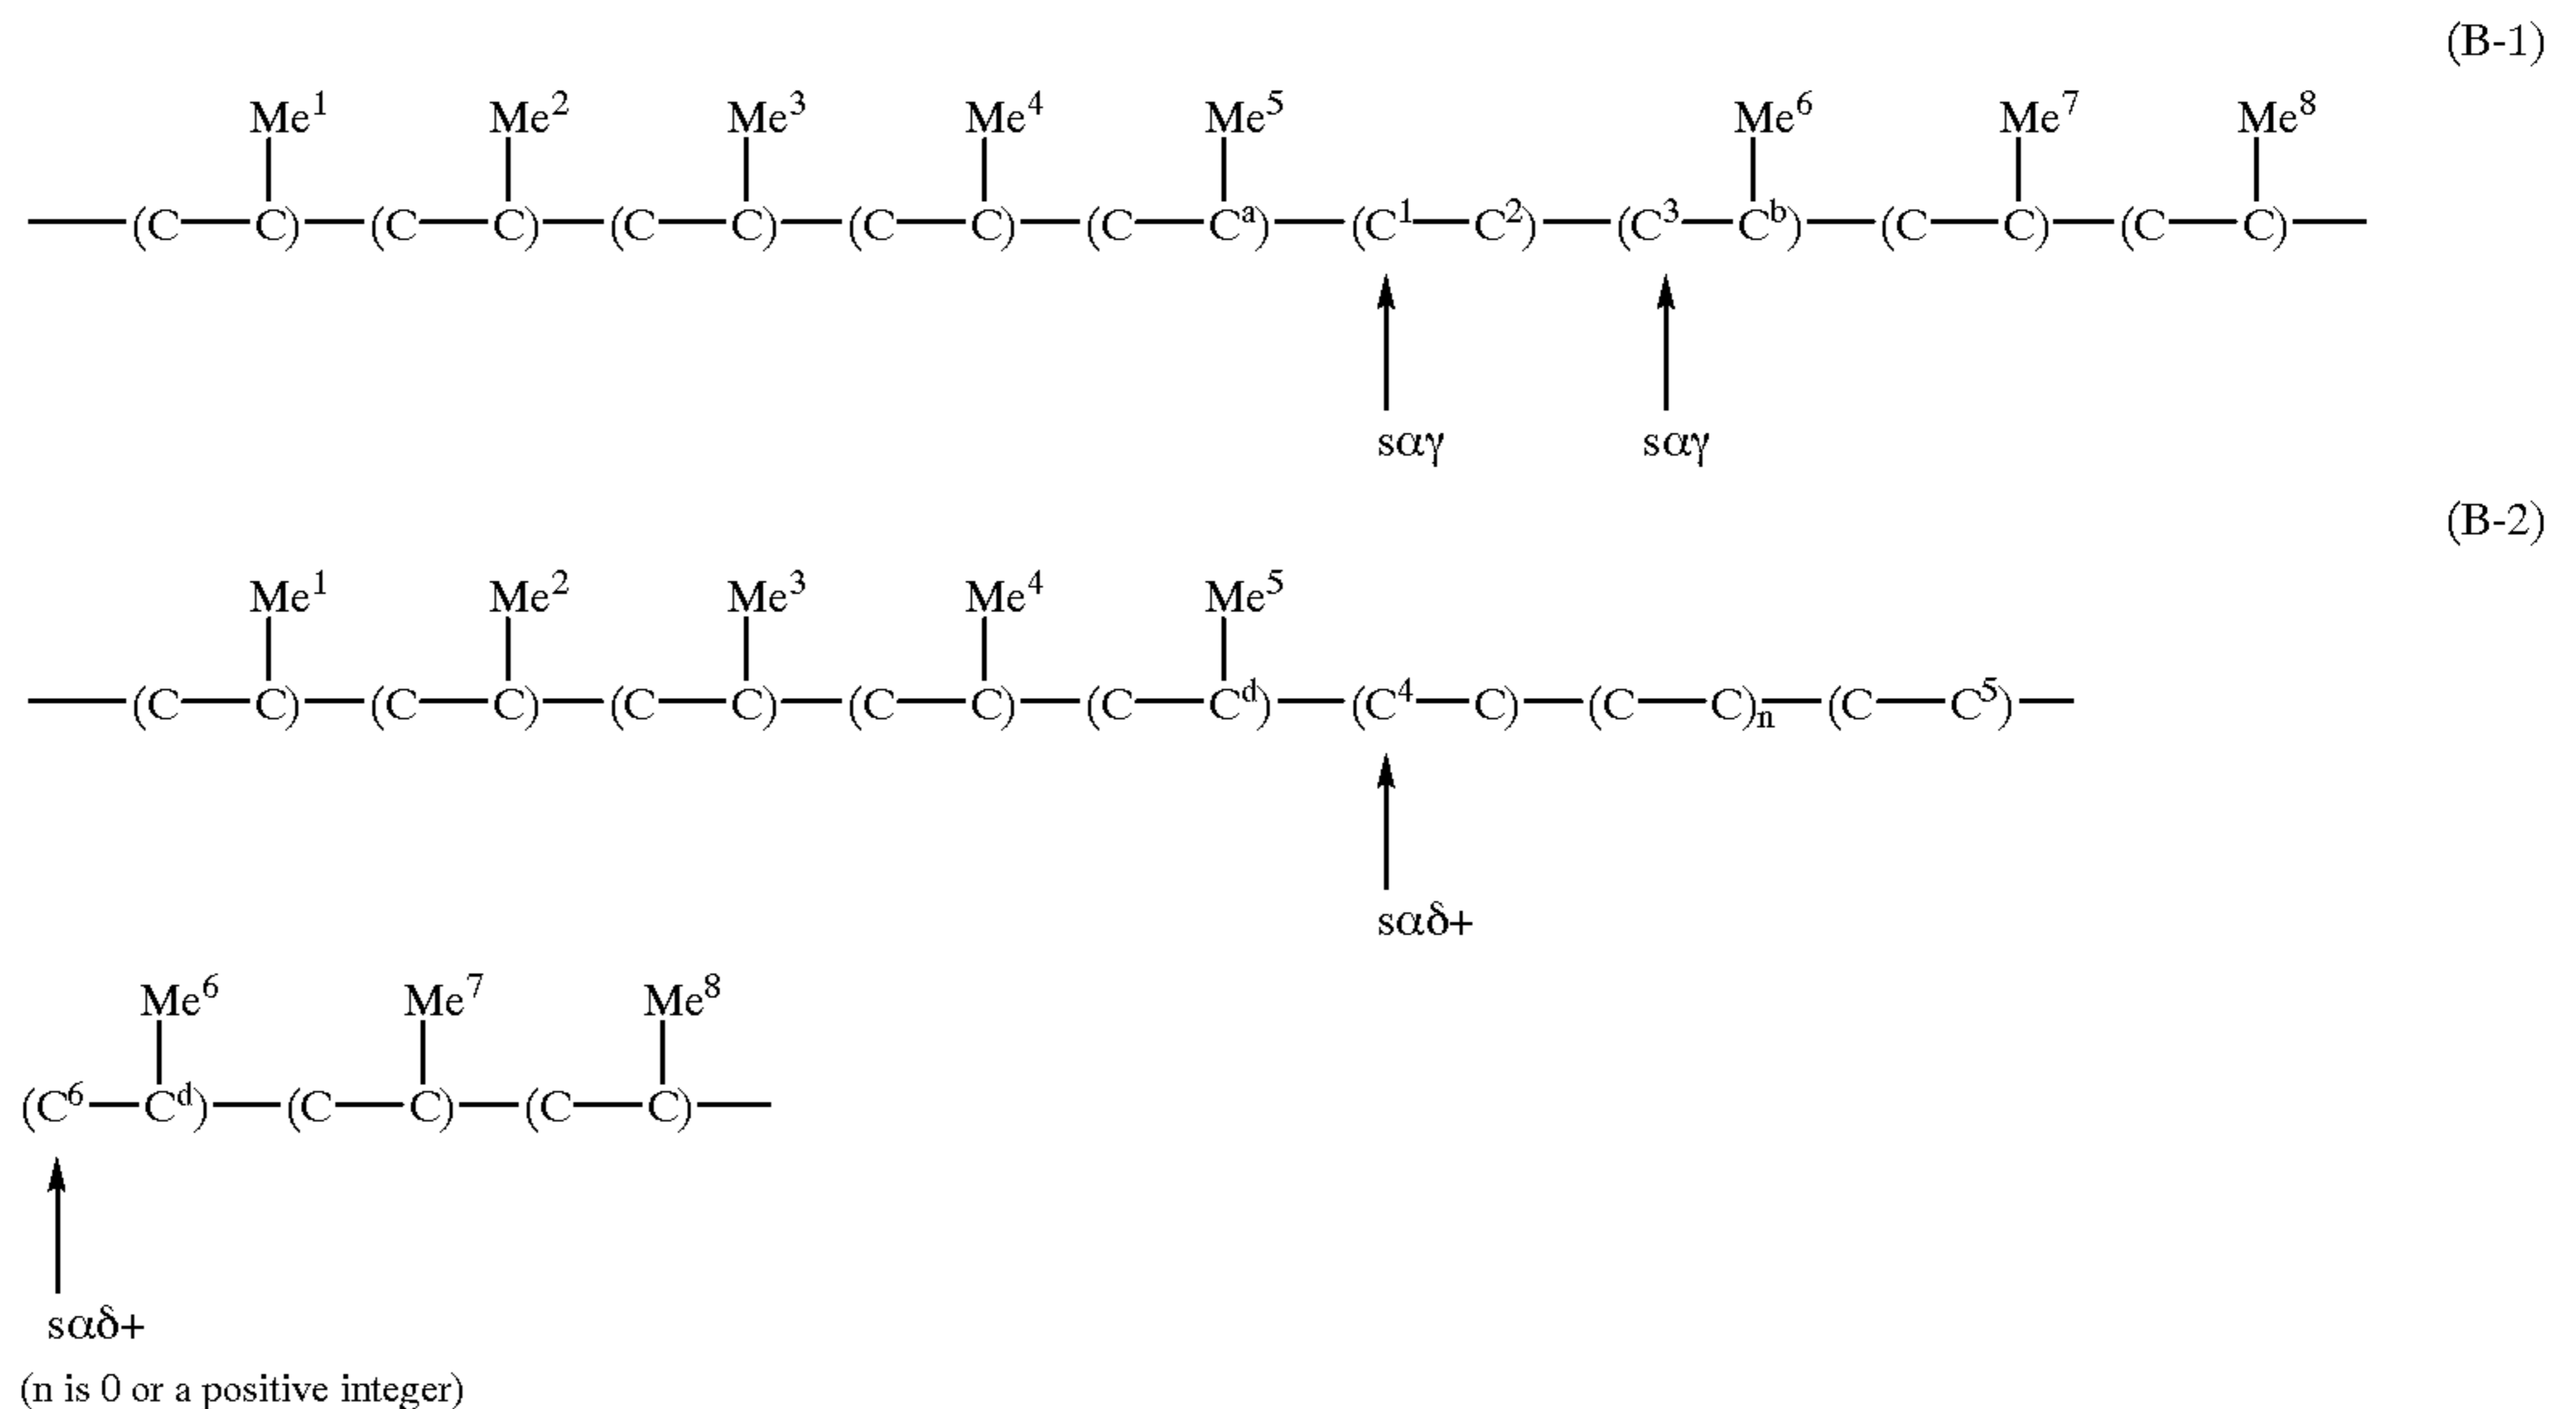 (B-1)
Me¹ Me² Me³ Me⁴ Me⁵ Me⁶ Me⁷ Me⁸
—(C—C)—(C—C)—(C—C)—(C—C)—(C—Cᵃ)—(C¹—C²)—(C³—Cᵇ)—(C—C)—(C—C)—
sαγ sαγ
(B-2)
Me¹ Me² Me³ Me⁴ Me⁵
—(C—C)—(C—C)—(C—C)—(C—C)—(C—Cᵈ)—(C⁴—C)—(C—C)ₙ—(C—C⁵)—
sαδ+
Me⁶ Me⁷ Me⁸
(C⁶—Cᵈ)—(C—C)—(C—C)—
sαδ+
(n is 0 or a positive integer)